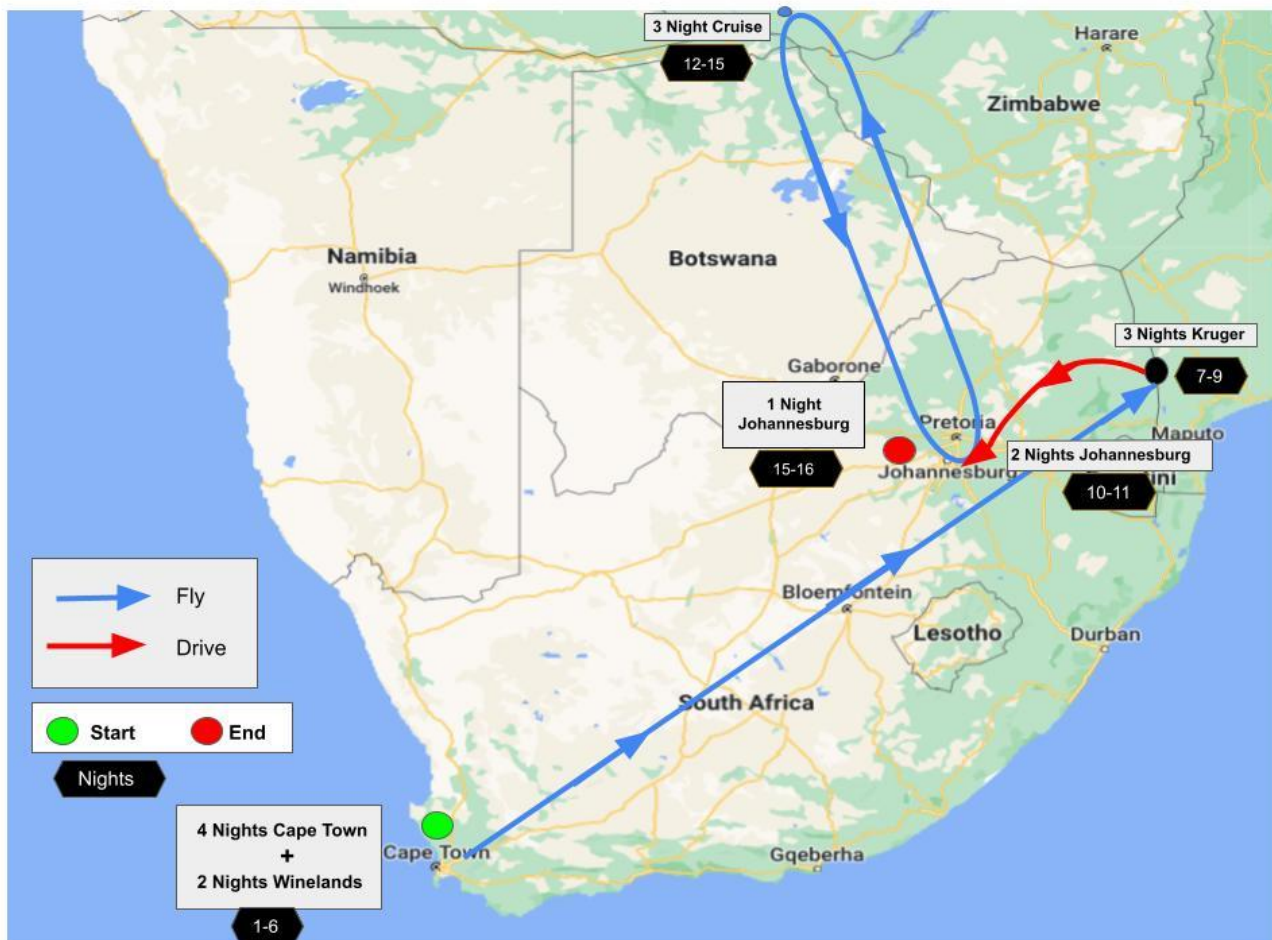 3 Night Cruise
12-15
Harare
Zimbabwe
Namibia
Windhoek
Botswana
3 Nights Kruger
7-9
Gaborone
1 Night
Johannesburg
15-16
Pretoria
Maputo
Johannesburg
2 Nights Johannesburg
10-11
ini
Fly
Drive
Bloemfontein
Lesotho
Durban
South Africa
Start
End
Nights
4 Nights Cape Town
+
2 Nights Winelands
1-6
Cape Town
Gqeberha